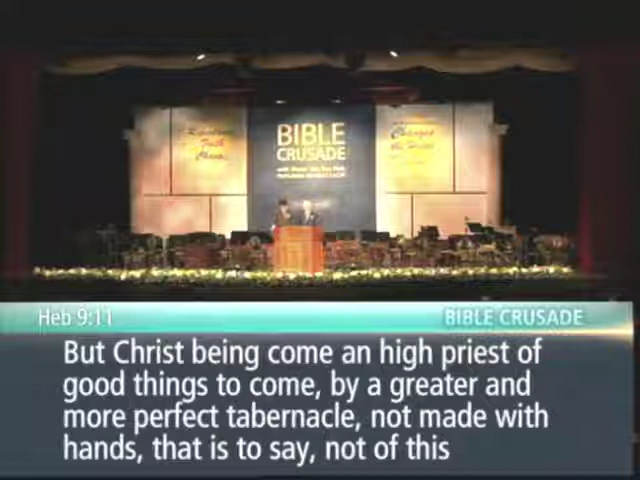 BIBLE
CRUSADE
Changes
Heb 9:11
BIBLE CRUSADE
But Christ being come an high priest of
good things to come, by a greater and
more perfect tabernacle, not made with
hands, that is to say, not of this